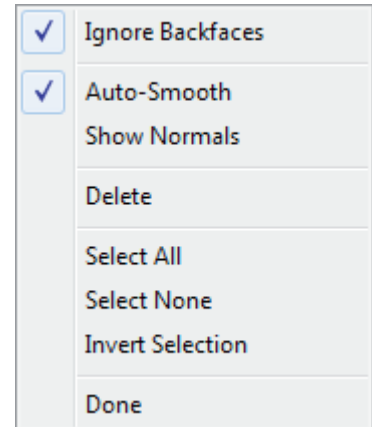 Ignore Backfaces
Auto-Smooth
Show Normals
Delete
Select All
Select None
Invert Selection
Done